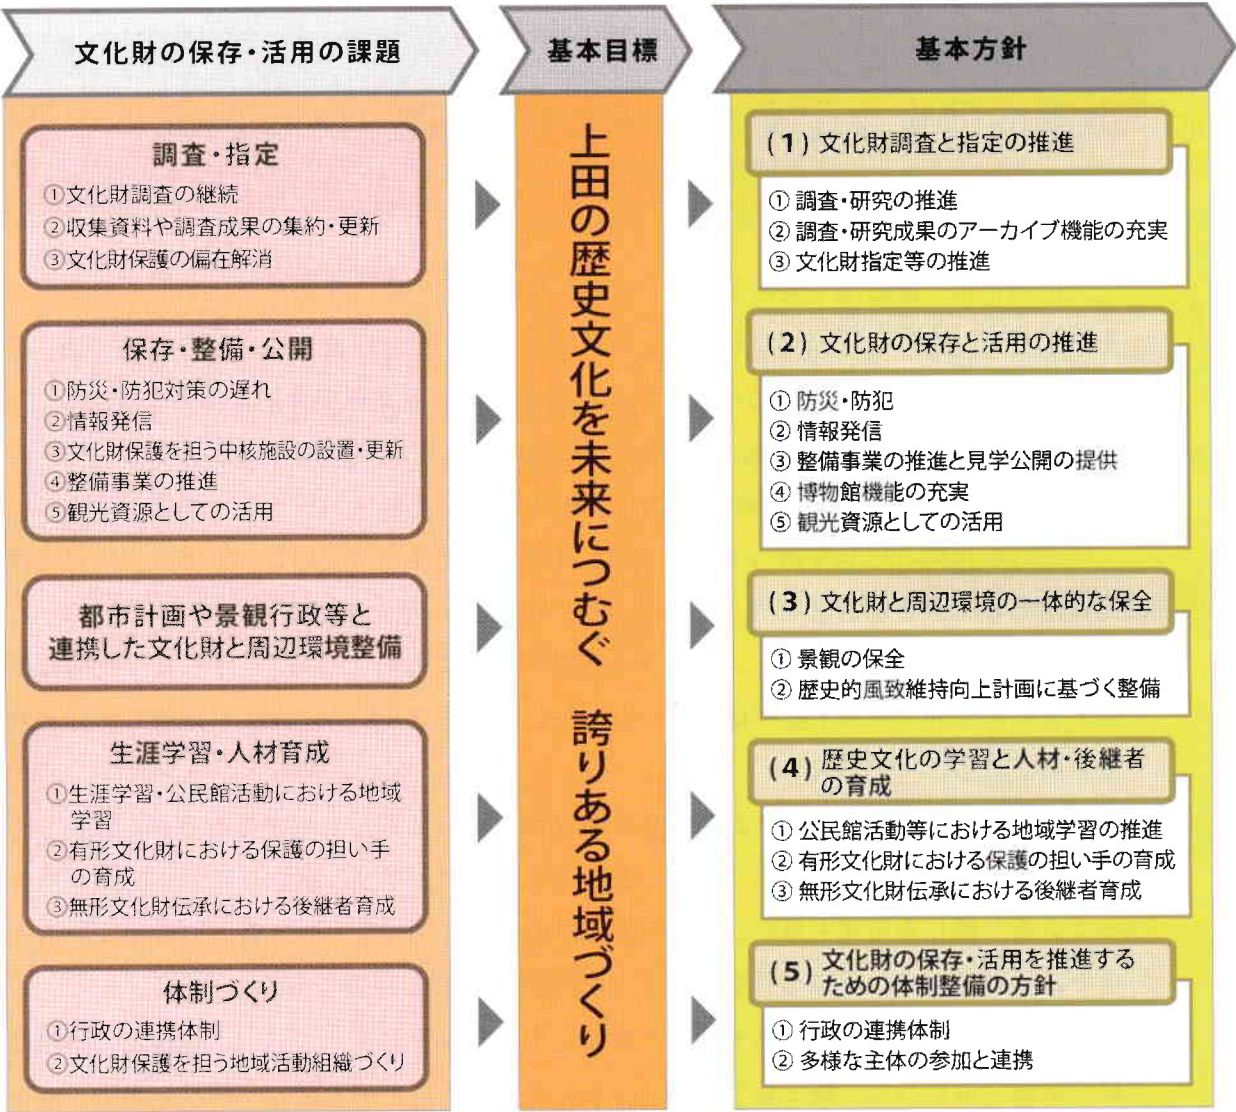 文化財の保存・活用の課題
調査・指定
①文化財調査の継続
②収集資料や調査成果の集約・更新
③文化財保護の偏在解消
保存・整備・公開
①防災・防犯対策の遅れ
②情報発信
③文化財保護を担う中核施設の設置・更新
④整備事業の推進
⑤観光資源としての活用
都市計画や景観行政等と
連携した文化財と周辺環境整備
生涯学習・人材育成
①生涯学習・公民館活動における地域
学習
②有形文化財における保護の担い手
の育成
③無形文化財伝承における後継者育成
体制づくり
①行政の連携体制
②文化財保護を担う地域活動組織づくり
基本目標
上田の歴史文化を未来につむぐ 誇りある地域づくり
基本方針
(1) 文化財調査と指定の推進
① 調査・研究の推進
② 調査・研究成果のアーカイブ機能の充実
③ 文化財指定等の推進
(2) 文化財の保存と活用の推進
① 防災・防犯
② 情報発信
③ 整備事業の推進と見学公開の提供
④ 博物館機能の充実
⑤ 観光資源としての活用
(3) 文化財と周辺環境の一体的な保全
① 景観の保全
② 歴史的風致維持向上計画に基づく整備
(4) 歴史文化の学習と人材・後継者
の育成
① 公民館活動等における地域学習の推進
② 有形文化財における保護の担い手の育成
③ 無形文化財伝承における後継者育成
(5) 文化財の保存・活用を推進する
ための体制整備の方針
① 行政の連携体制
② 多様な主体の参加と連携